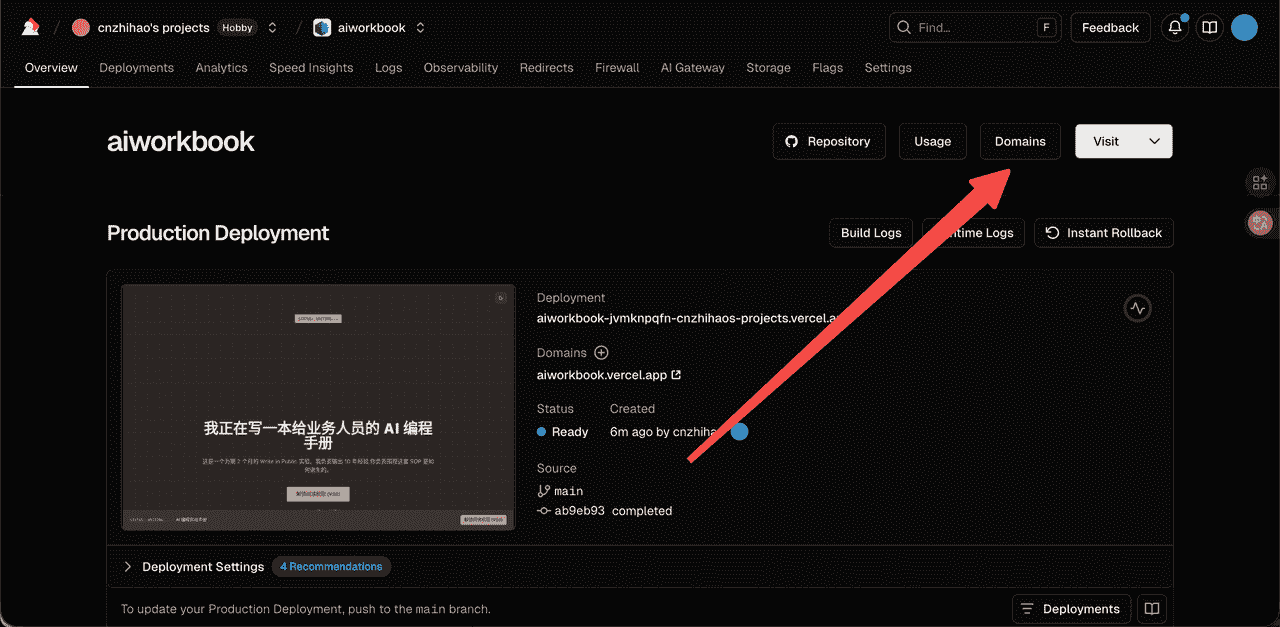 cnzhihao's projects Hobby aiworkbook Find... F Feedback
Overview Deployments Analytics Speed Insights Logs Observability Redirects Firewall AI Gateway Storage Flags Settings
aiworkbook Repository Usage Domains Visit
Production Deployment Build Logs ntime Logs Instant Rollback
Deployment
aiworkbook-jvmknpqfn-cnzhihaos-projects.vercel.a
Domains
aiworkbook.vercel.app
Status Created
Ready 6m ago by cnzhiha
Source
main
ab9eb93 completed
我正在写一本给业务人员的 AI 编程
手册
Deployment Settings 4 Recommendations
To update your Production Deployment, push to the main branch. Deployments